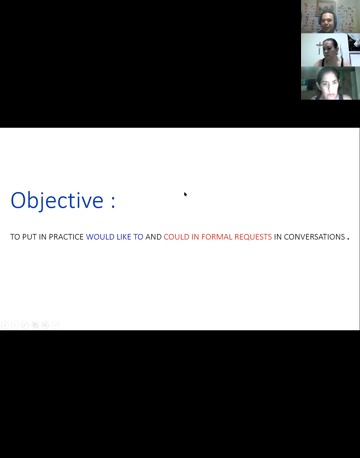 Objective :
TO PUT IN PRACTICE WOULD LIKE TO AND COULD IN FORMAL REQUESTS IN CONVERSATIONS .